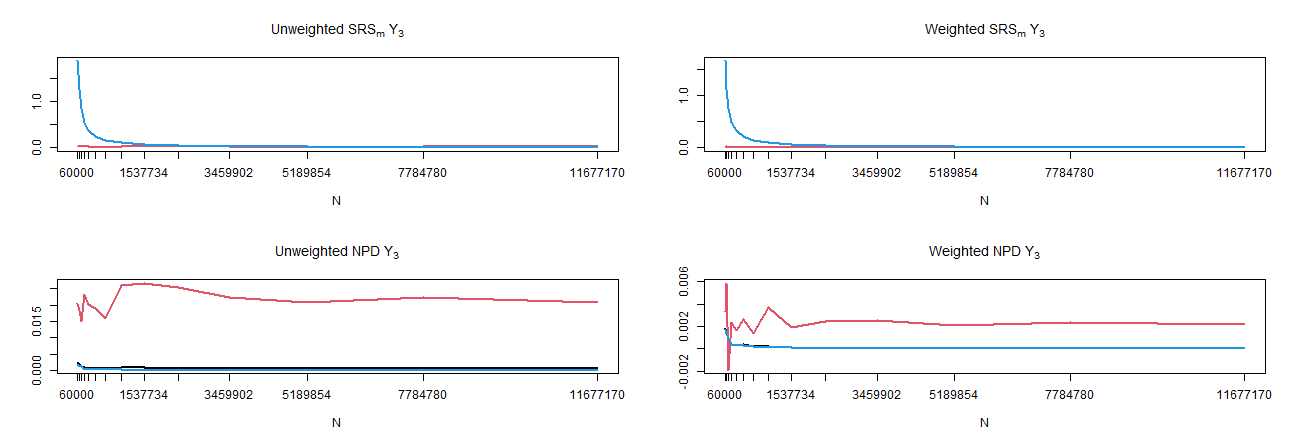 Unweighted SRSm Y3
1.0
0.0
60000 1537734 3459902 5189854 7784780 11677170
N
Weighted SRSm Y3
1.0
0.0
60000 1537734 3459902 5189854 7784780 11677170
N
Unweighted NPD Y3
0.015
0.000
60000 1537734 3459902 5189854 7784780 11677170
N
Weighted NPD Y3
0.006
0.002
-0.002
60000 1537734 3459902 5189854 7784780 11677170
N